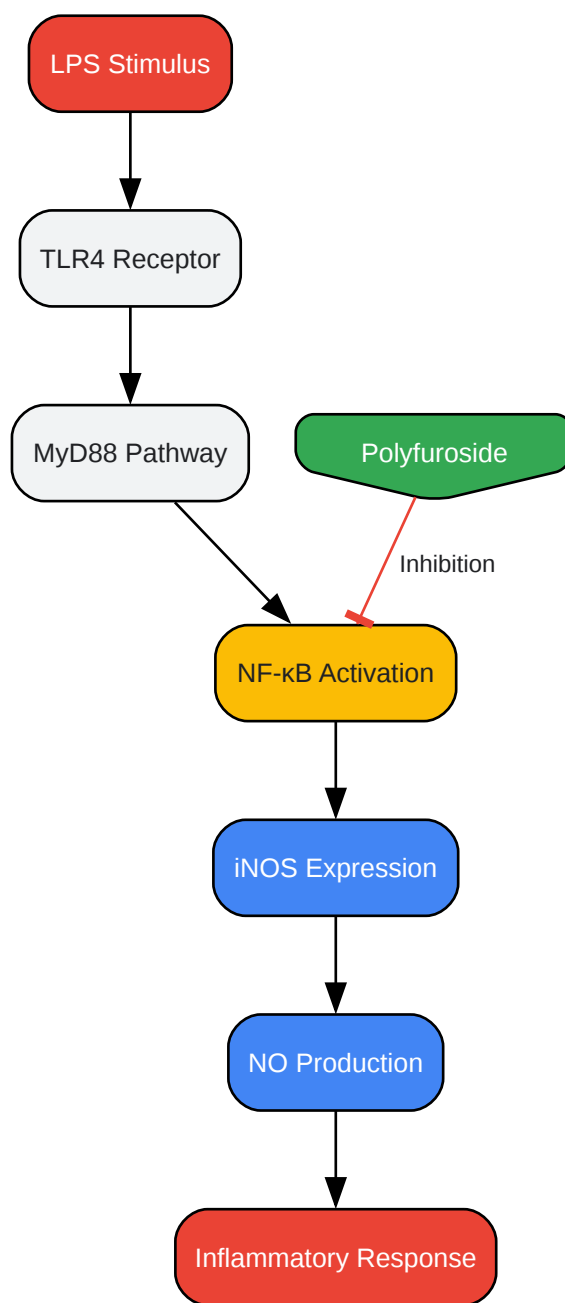 LPS Stimulus
TLR4 Receptor
MyD88 Pathway
Polyfuroside
Inhibition
NF-κB Activation
iNOS Expression
NO Production
Inflammatory Response